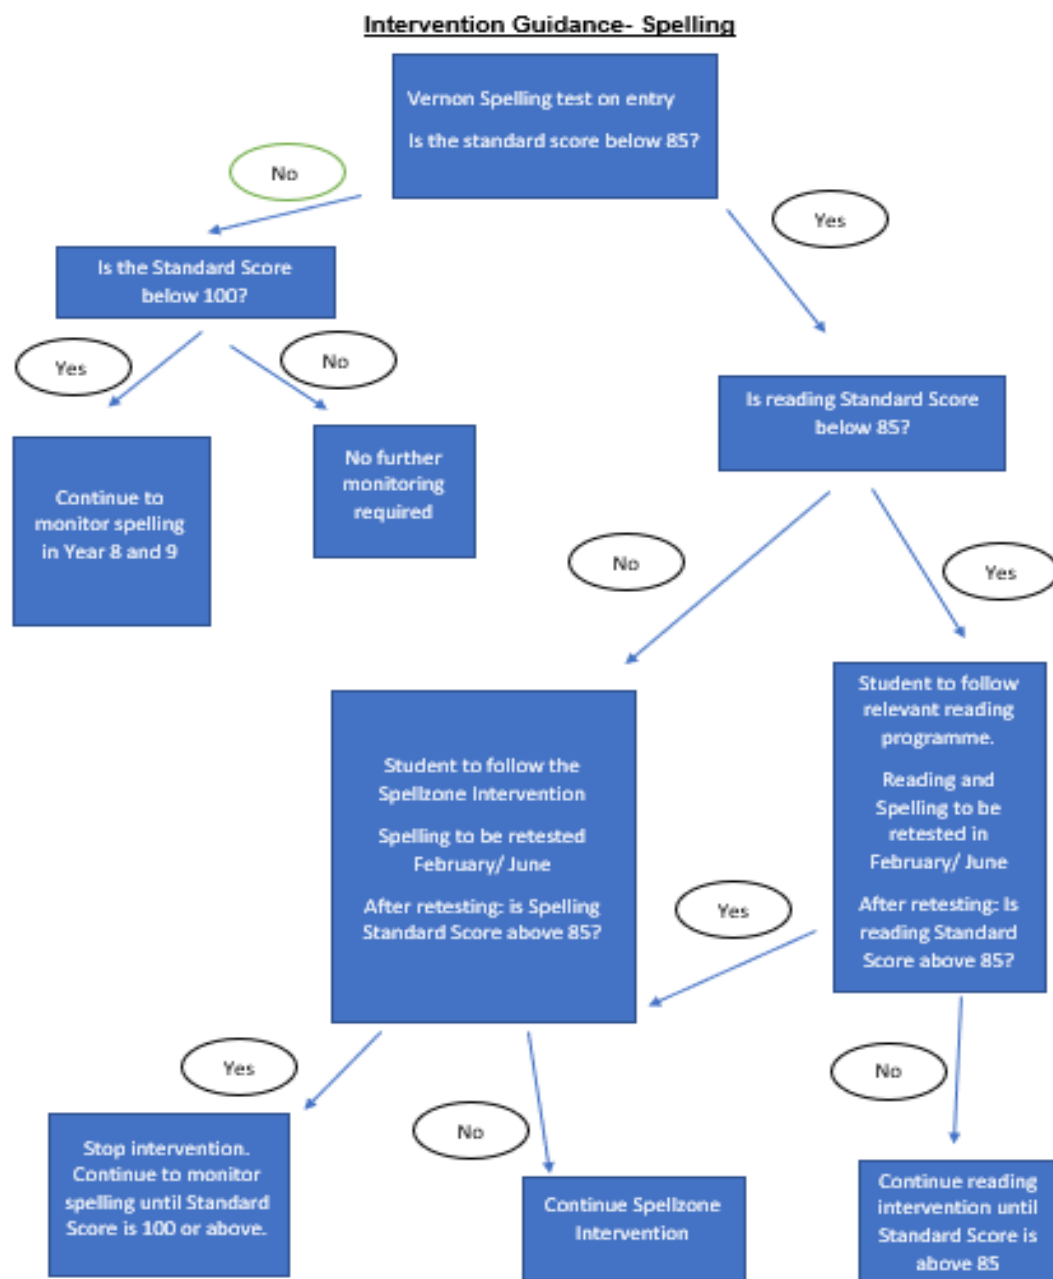 Intervention Guidance- Spelling
Vernon Spelling test on entry
Is the standard score below 85?
No
Yes
Is the Standard Score
below 100?
Yes
No
Is reading Standard Score
below 85?
Continue to
monitor spelling
in Year 8 and 9
No further
monitoring
required
No
Yes
Student to follow the
Spellzone Intervention
Spelling to be retested
February/ June
After retesting: is Spelling
Standard Score above 85?
Student to follow
relevant reading
programme.
Reading and
Spelling to be
retested in
February/ June
After retesting: Is
reading Standard
Score above 85?
Yes
Yes
No
No
Stop intervention.
Continue to monitor
spelling until Standard
Score is 100 or above.
Continue Spellzone
Intervention
Continue reading
intervention until
Standard Score is
above 85